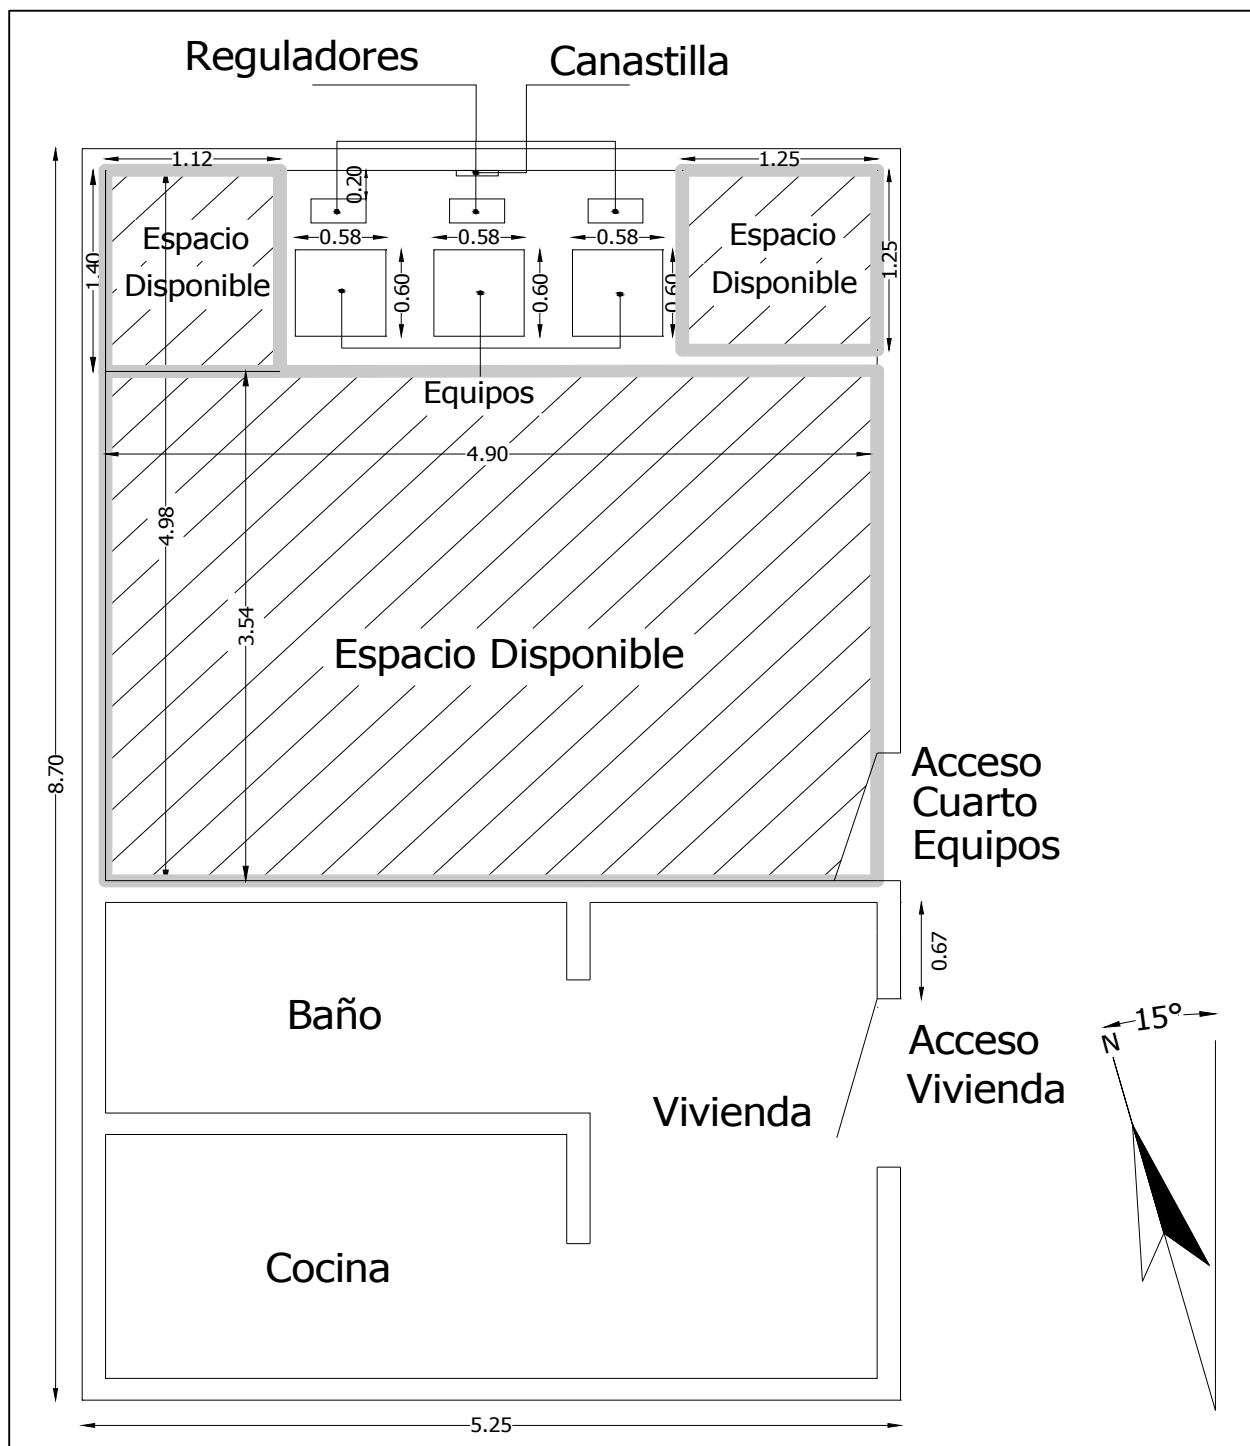 Reguladores
Canastilla
1.12
1.25
0.20
Espacio
Disponible
Espacio
Disponible
0.58
0.58
0.58
1.40
1.25
0.60
0.60
0.60
Equipos
4.90
4.98
3.54
Espacio Disponible
8.70
Acceso
Cuarto
Equipos
0.67
Baño
Acceso
Vivienda
Vivienda
N
15°
Cocina
5.25